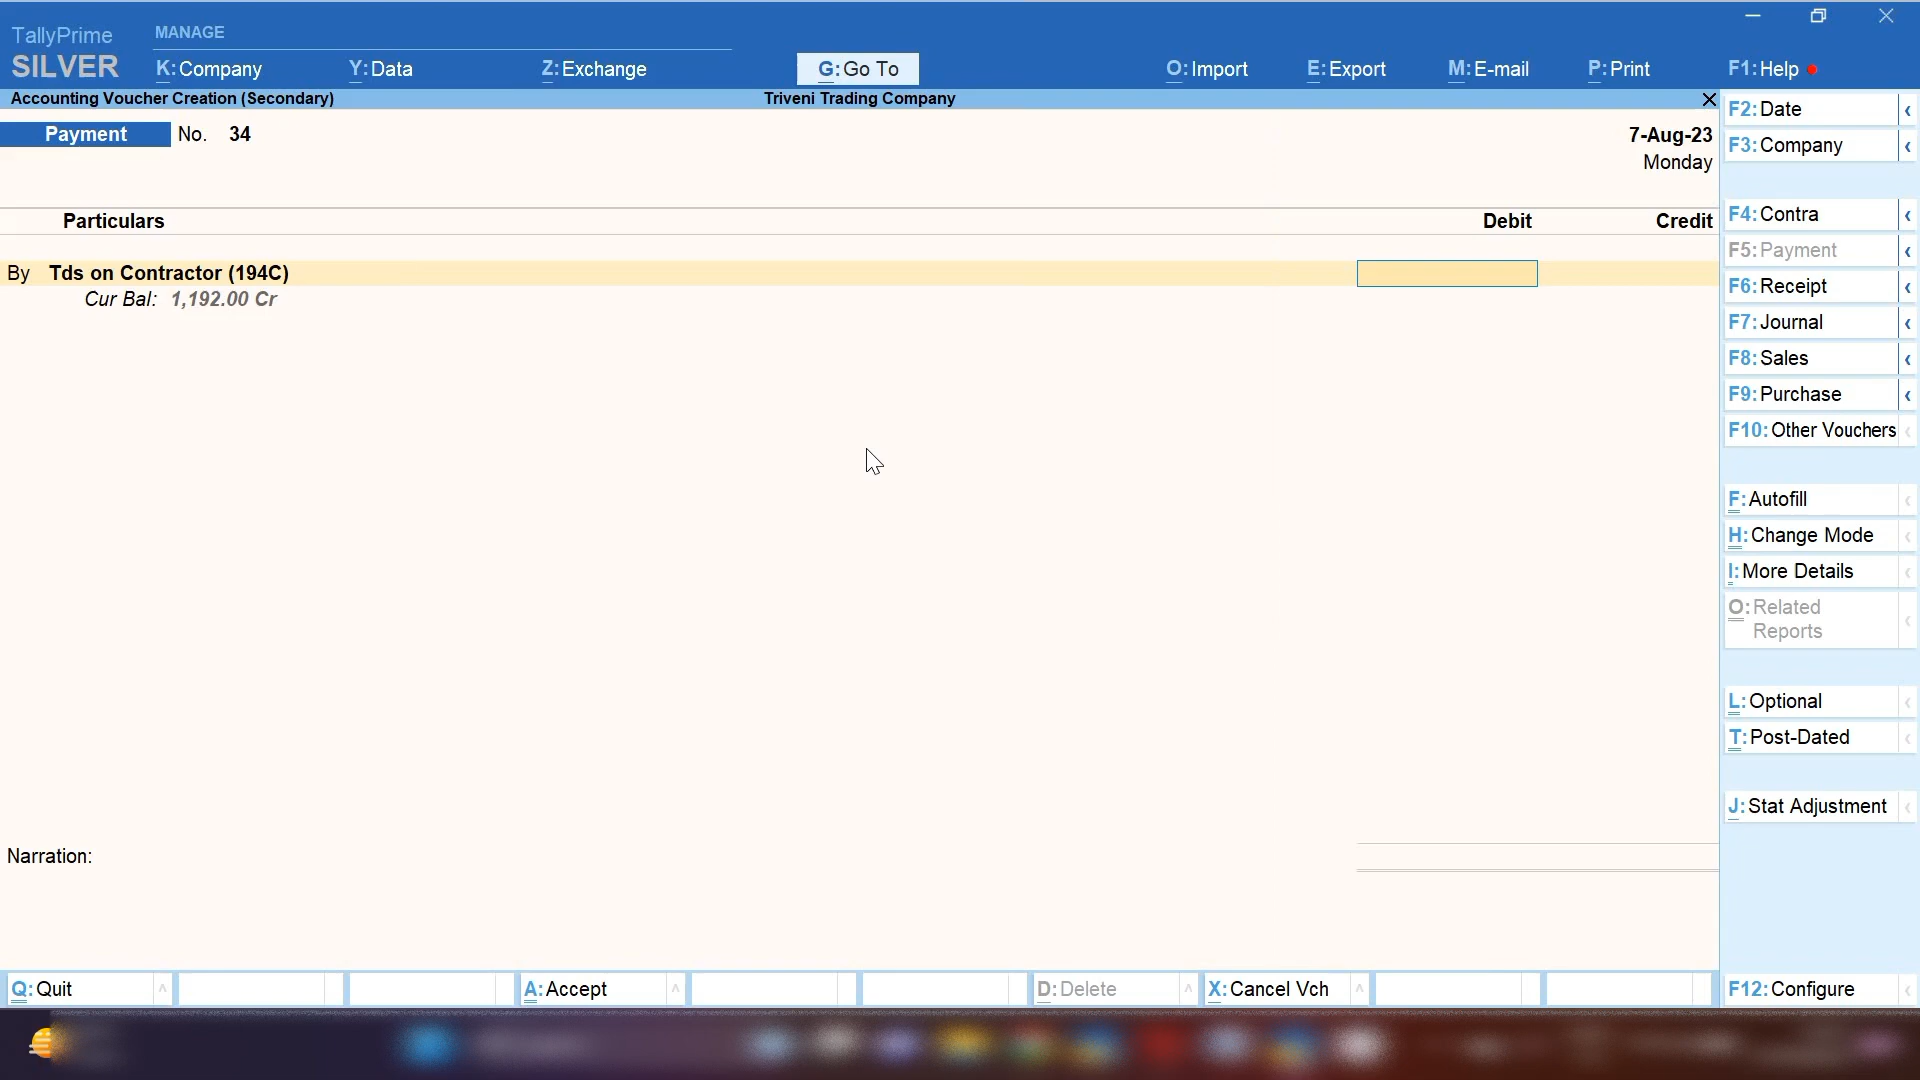 TallyPrime
SILVER
MANAGE
K:Company
Y:Data
Z:Exchange
G:Go To
O:Import
E:Export
M:E-mail
P:Print
F1:Help
Accounting Voucher Creation (Secondary)
Triveni Trading Company
Payment No. 34
7-Aug-23
Monday
Particulars
Debit
Credit
By Tds on Contractor (194C)
Cur Bal: 1,192.00 Cr
Narration:
F2:Date
F3:Company
F4:Contra
F5:Payment
F6:Receipt
F7:Journal
F8:Sales
F9:Purchase
F10:Other Vouchers
F:Autofill
H:Change Mode
I:More Details
O:Related
Reports
L:Optional
T:Post-Dated
J:Stat Adjustment
Q:Quit
A:Accept
D:Delete
X:Cancel Vch
F12:Configure